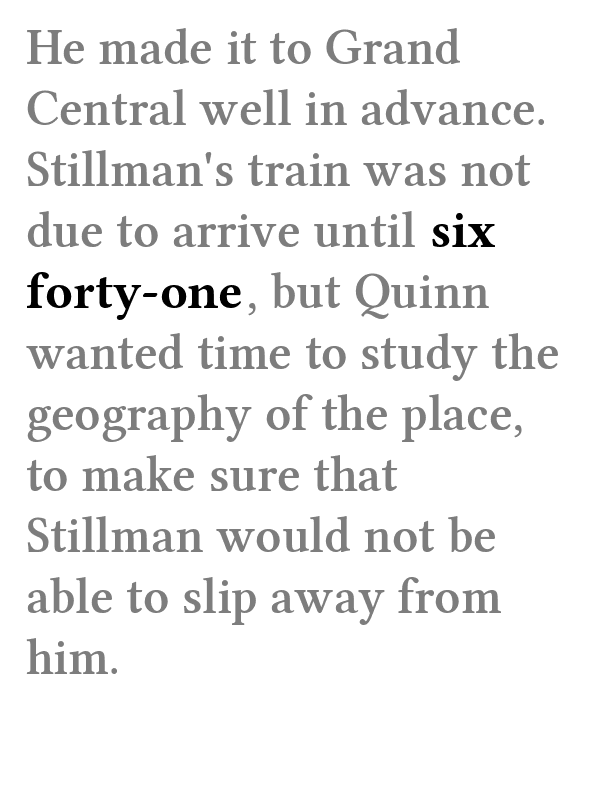 He made it to Grand
Central well in advance.
Stillman's train was not
due to arrive until six
forty-one, but Quinn
wanted time to study the
geography of the place,
to make sure that
Stillman would not be
able to slip away from
him.